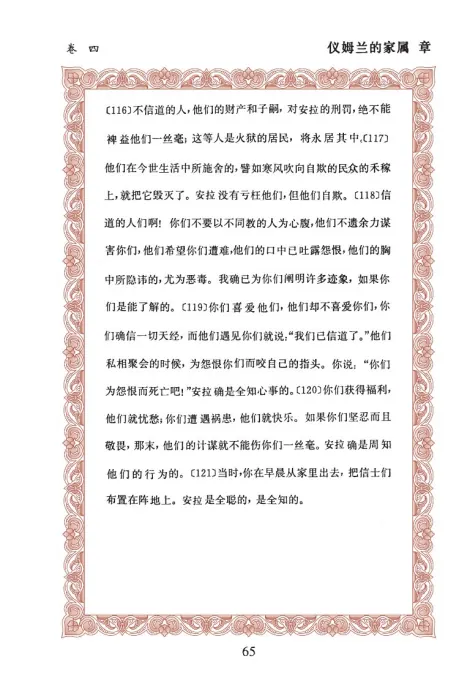 卷 四
仪姆兰的家属 章
〔116〕不信道的人，他们的财产和子嗣，对安拉的刑罚，绝不能
裨益他们一丝毫；这等人是火狱的居民，将永居其中。〔117〕
他们在今世生活中所施舍的，譬如寒风吹向自欺的民众的禾稼
上，就把它毁灭了。安拉没有亏枉他们，但他们自欺。〔118〕信
道的人们啊！你们不要以不同教的人为心腹，他们不遗余力谋
害你们，他们希望你们遭难，他们的口中已吐露怨恨，他们的胸
中所隐讳的，尤为恶毒。我确已为你们阐明许多迹象，如果你
们是能了解的。〔119〕你们喜爱他们，他们却不喜爱你们，你
们确信一切天经，而他们遇见你们就说：“我们已信道了。”他们
私相聚会的时候，为怨恨你们而咬自己的指头。你说：“你们
为怨恨而死亡吧！”安拉确是全知心事的。〔120〕你们获得福利，
他们就忧愁；你们遭遇祸患，他们就快乐。如果你们坚忍而且
敬畏，那末，他们的计谋就不能伤你们一丝毫。安拉确是周知
他们的行为的。〔121〕当时，你在早晨从家里出去，把信士们
布置在阵地上。安拉是全聪的，是全知的。
65